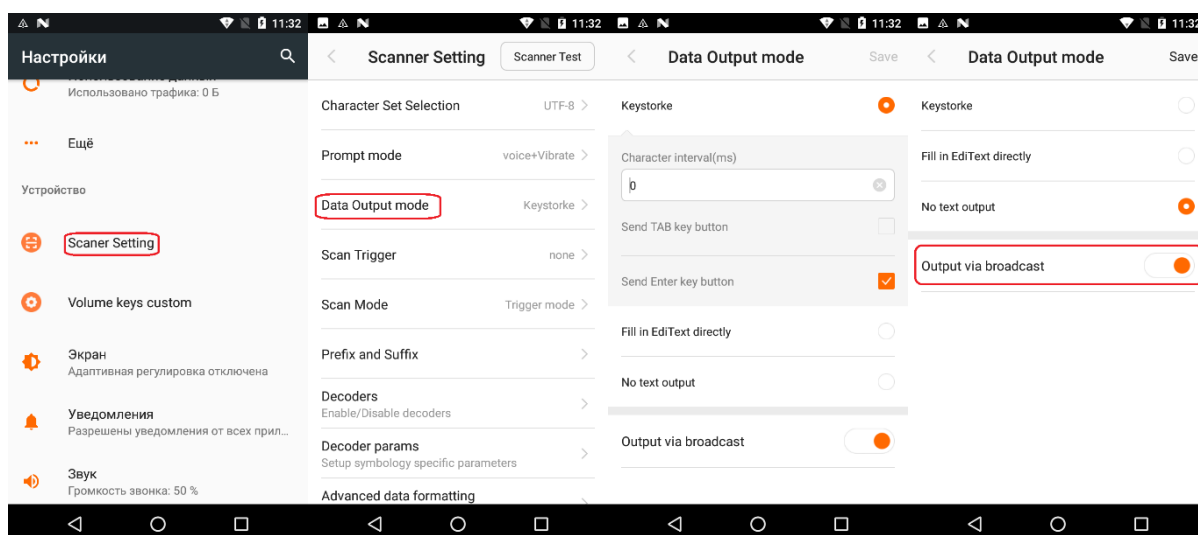 11:32
Настройки
Использование данных
Использовано трафика: 0 Б
Ещё
Устройство
Scaner Setting
Volume keys custom
Экран
Адаптивная регулировка отключена
Уведомления
Разрешены уведомления от всех прил...
Звук
Громкость звонка: 50 %
11:32
Scanner Setting
Scanner Test
Character Set Selection UTF-8
Prompt mode voice+Vibrate
Data Output mode Keystorke
Scan Trigger none
Scan Mode Trigger mode
Prefix and Suffix
Decoders
Enable/Disable decoders
Decoder params
Setup symbology specific parameters
Advanced data formatting
11:32
Data Output mode Save
Keystorke
Character interval(ms)
0
Send TAB key button
Send Enter key button
Fill in EdiText directly
No text output
Output via broadcast
11:32
Data Output mode Save
Keystorke
Fill in EdiText directly
No text output
Output via broadcast